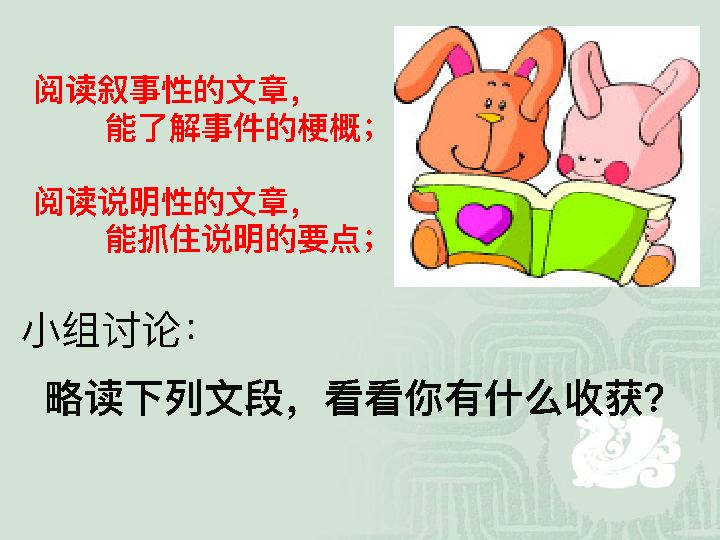 阅读叙事性的文章，
能了解事件的梗概；
阅读说明性的文章，
能抓住说明的要点；
小组讨论：
略读下列文段，看看你有什么收获？